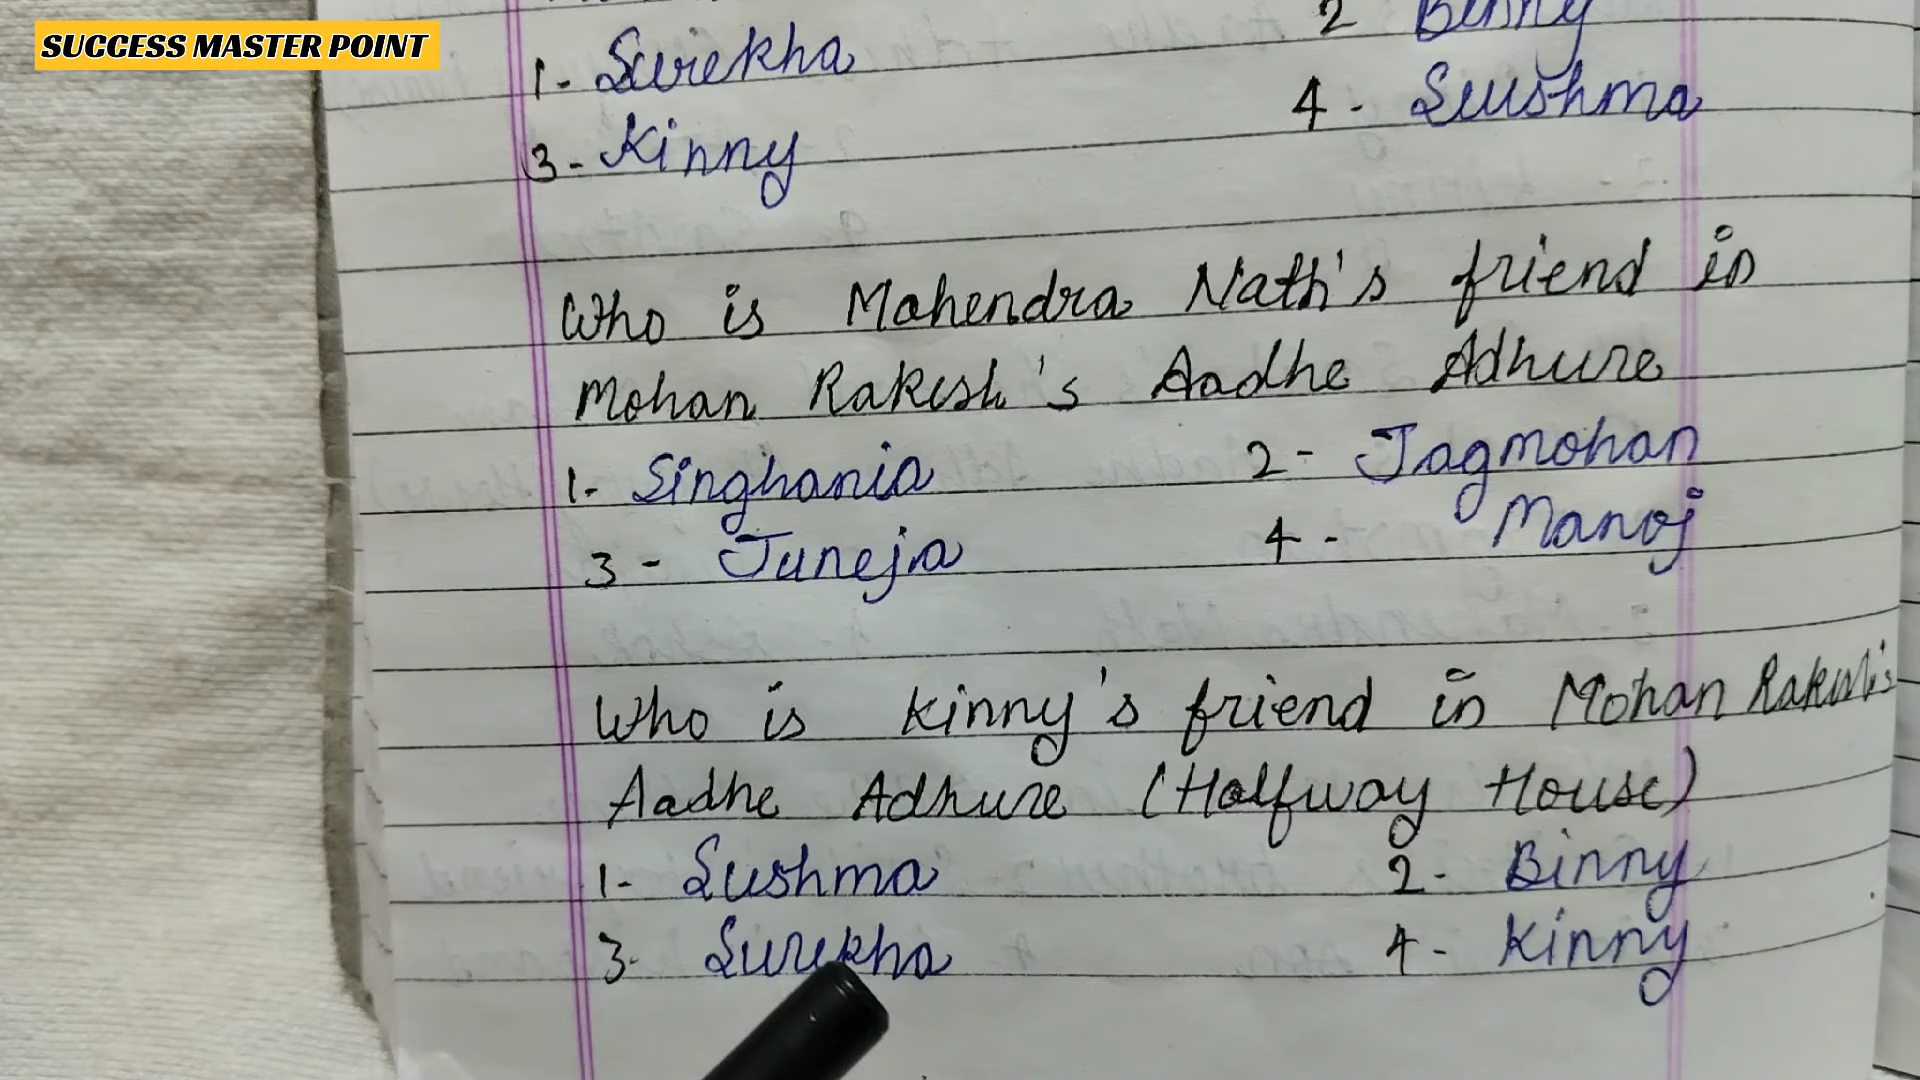 SUCCESS MASTER POINT
1- Surekha
2 Binny
3- Kinny
4- Sushma
Who is Mahendra Nath's friend in
Mohan Rakesh's Aadhe Adhure
1- Singhania
2- Jagmohan
3- Juneja
4- Manoj
Who is Kinny's friend in Mohan Rakesh's
Aadhe Adhure (Halfway House)
1- Sushma
2- Binny
3- Surekha
4- Kinny